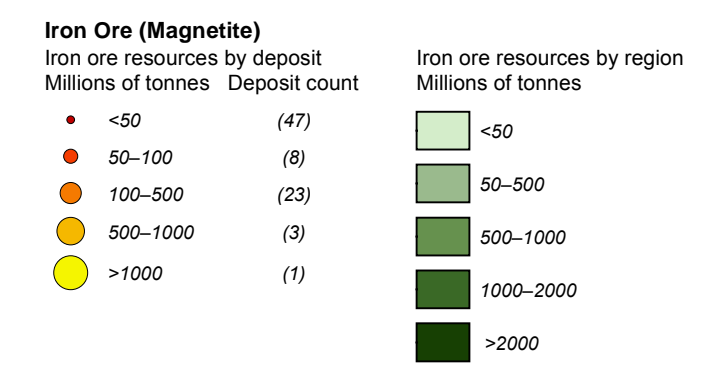 Iron Ore (Magnetite)
Iron ore resources by deposit
Millions of tonnes Deposit count
<50 (47)
50–100 (8)
100–500 (23)
500–1000 (3)
>1000 (1)
Iron ore resources by region
Millions of tonnes
<50
50–500
500–1000
1000–2000
>2000